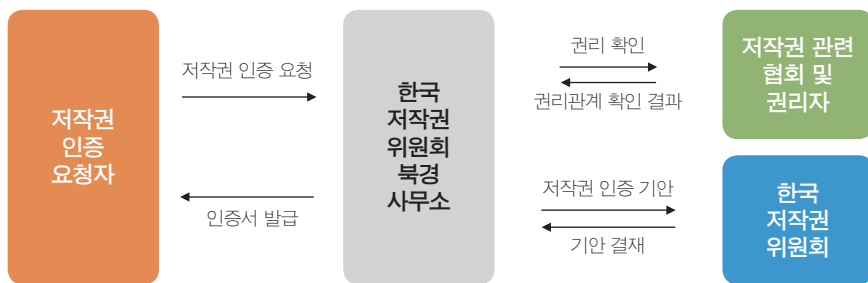 저작권
인증
요청자
저작권 인증 요청
인증서 발급
한국
저작권
위원회
북경
사무소
권리 확인
권리관계 확인 결과
저작권 인증 기안
기안 결재
저작권 관련
협회 및
권리자
한국
저작권
위원회